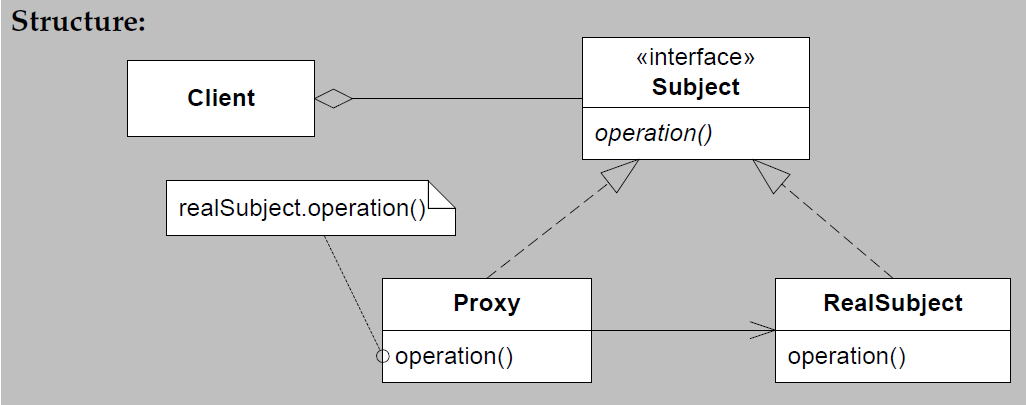 Structure:
Client
«interface»
Subject
operation()
realSubject.operation()
Proxy
operation()
RealSubject
operation()